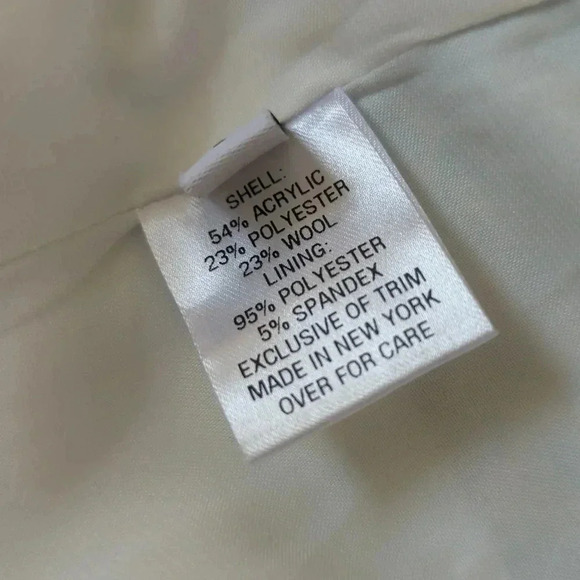 SHELL:
54% ACRYLIC
23% POLYESTER
23% WOOL
LINING:
95% POLYESTER
5% SPANDEX
EXCLUSIVE OF TRIM
MADE IN NEW YORK
OVER FOR CARE